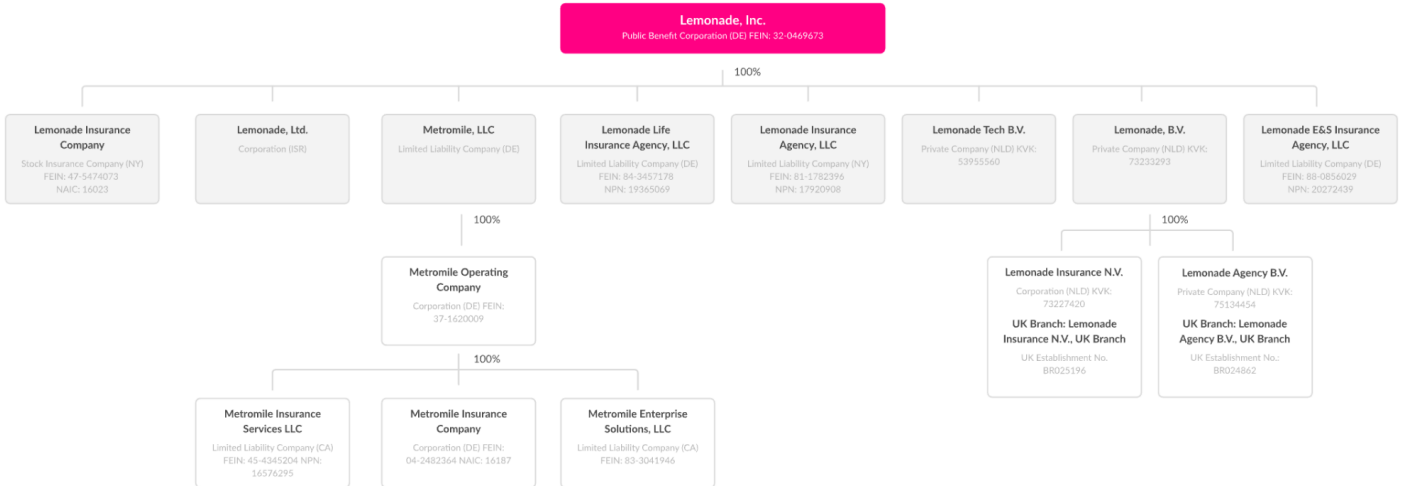 Lemonade, Inc.
Public Benefit Corporation (DE) FEIN: 32-0469673
100%
Lemonade Insurance
Company
Stock Insurance Company (NY)
FEIN: 47-5474073
NAIC: 16023
Lemonade, Ltd.
Corporation (ISR)
Metromile, LLC
Limited Liability Company (DE)
Lemonade Life
Insurance Agency, LLC
Limited Liability Company (DE)
FEIN: 84-3457178
NPN: 19365069
Lemonade Insurance
Agency, LLC
Limited Liability Company (NY)
FEIN: 81-1782396
NPN: 17920908
Lemonade Tech B.V.
Private Company (NLD) KVK:
53955560
Lemonade, B.V.
Private Company (NLD) KVK:
73233293
Lemonade E&S Insurance
Agency, LLC
Limited Liability Company (DE)
FEIN: 88-0856029
NPN: 20272439
100%
Metromile Operating
Company
Corporation (DE) FEIN:
37-1620009
100%
Metromile Insurance
Services LLC
Limited Liability Company (CA)
FEIN: 45-4345204 NPN:
16576295
Metromile Insurance
Company
Corporation (DE) FEIN:
04-2482364 NAIC: 16187
Metromile Enterprise
Solutions, LLC
Limited Liability Company (CA)
FEIN: 83-3041946
100%
Lemonade Insurance N.V.
Corporation (NLD) KVK:
73227420
UK Branch: Lemonade
Insurance N.V., UK Branch
UK Establishment No.
BR025196
Lemonade Agency B.V.
Private Company (NLD) KVK:
75134454
UK Branch: Lemonade
Agency B.V., UK Branch
UK Establishment No.:
BR024862